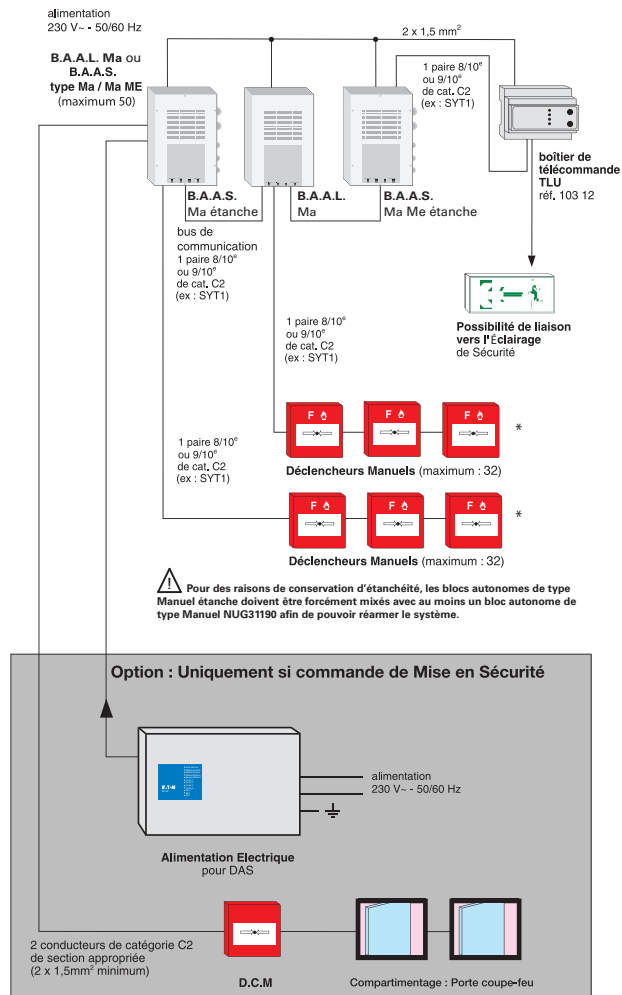 alimentation
230 V~ - 50/60 Hz
B.A.A.L. Ma ou
B.A.A.S.
type Ma / Ma ME
(maximum 50)
2 x 1,5 mm²
1 paire 8/10e
ou 9/10e
de cat. C2
(ex : SYT1)
boîtier de
télécommande
TLU
réf. 103 12
B.A.A.S.
Ma étanche
B.A.A.L.
Ma
B.A.A.S.
Ma Me étanche
bus de
communication
1 paire 8/10e
ou 9/10e
de cat. C2
(ex : SYT1)
Possibilité de liaison
vers l'Éclairage
de Sécurité
1 paire 8/10e
ou 9/10e
de cat. C2
(ex : SYT1)
F F F *
Déclencheurs Manuels (maximum : 32)
1 paire 8/10e
ou 9/10e
de cat. C2
(ex : SYT1)
F F F *
Déclencheurs Manuels (maximum : 32)
Pour des raisons de conservation d'étanchéité, les blocs autonomes de type
Manuel étanche doivent être forcément mixés avec au moins un bloc autonome de
type Manuel NUG31190 afin de pouvoir réarmer le système.
Option : Uniquement si commande de Mise en Sécurité
EATON
alimentation
230 V~ - 50/60 Hz
Alimentation Electrique
pour DAS
2 conducteurs de catégorie C2
de section appropriée
(2 x 1,5mm² minimum)
D.C.M
Compartimentage : Porte coupe-feu